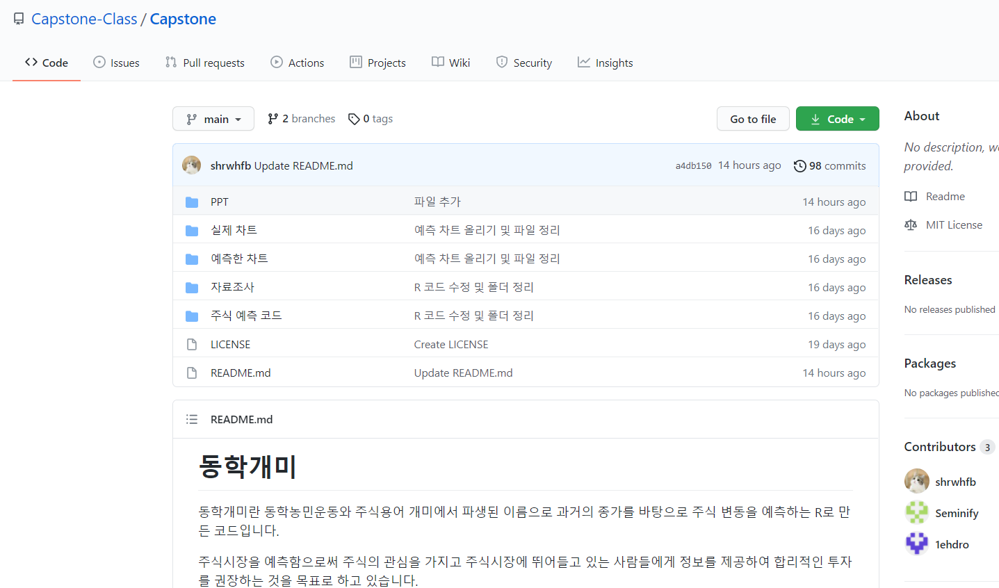 Capstone-Class / Capstone
Code Issues Pull requests Actions Projects Wiki Security Insights
main 2 branches 0 tags Go to file Code
shrwhfb Update README.md a4db150 14 hours ago 98 commits
PPT 파일 추가 14 hours ago
실제 차트 예측 차트 올리기 및 파일 정리 16 days ago
예측한 차트 예측 차트 올리기 및 파일 정리 16 days ago
자료조사 R 코드 수정 및 폴더 정리 16 days ago
주식 예측 코드 R 코드 수정 및 폴더 정리 16 days ago
LICENSE Create LICENSE 19 days ago
README.md Update README.md 14 hours ago
README.md
동학개미
동학개미란 동학농민운동와 주식용어 개미에서 파생된 이름으로 과거의 종가를 바탕으로 주식 변동을 예측하는 R로 만
든 코드입니다.
주식시장을 예측함으로써 주식의 관심을 가지고 주식시장에 뛰어들고 있는 사람들에게 정보를 제공하여 합리적인 투자
를 권장하는 것을 목표로 하고 있습니다.
About
No description, w
provided.
Readme
MIT License
Releases
No releases published
Packages
No packages published
Contributors 3
shrwhfb
Seminify
1ehdro